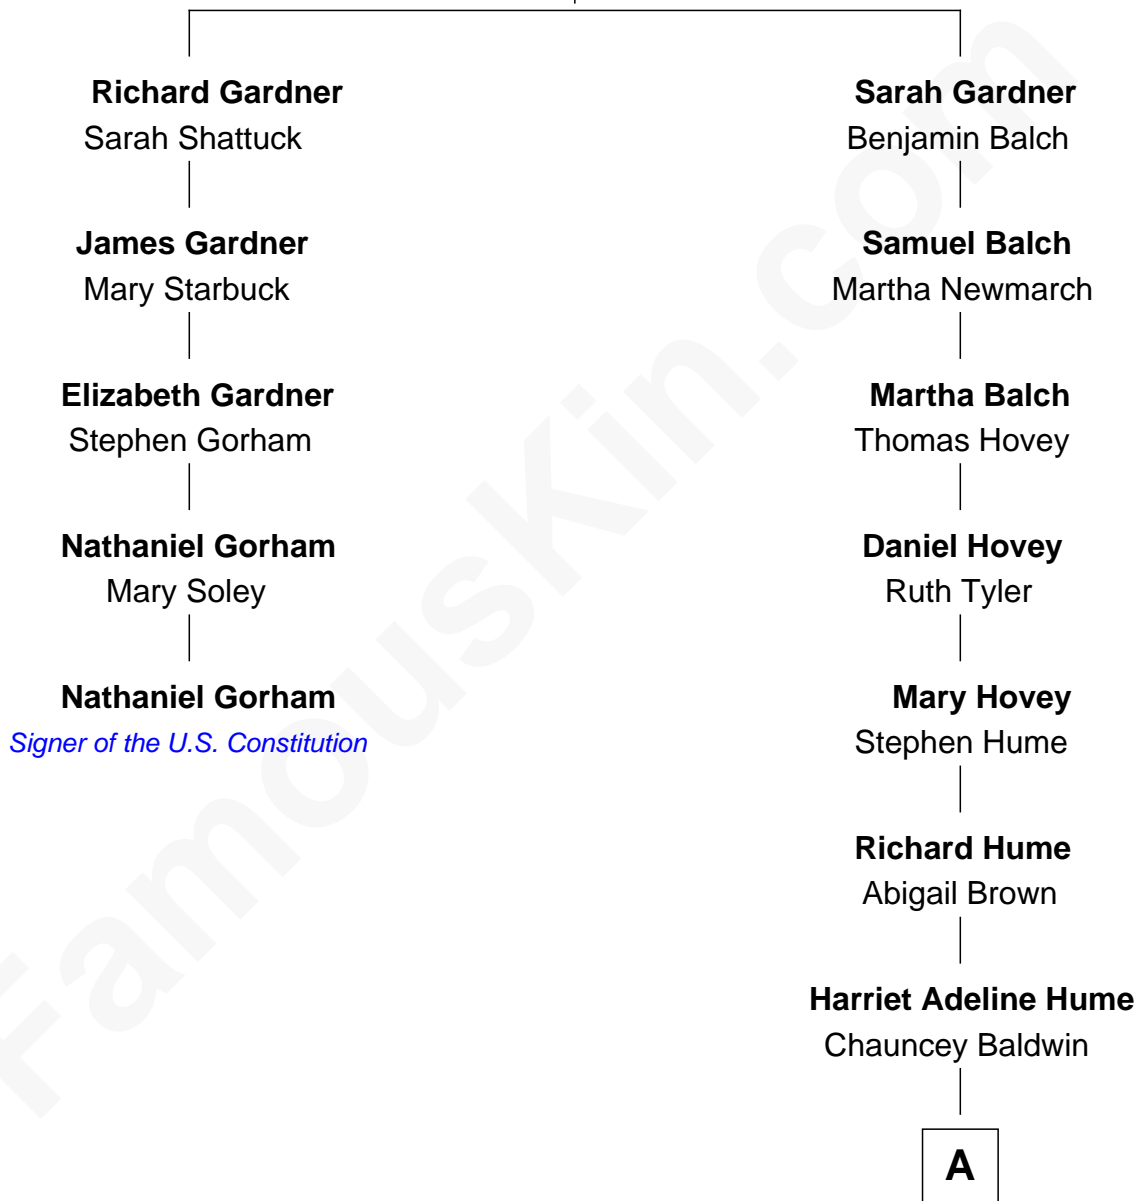 Richard Gardner
Sarah Shattuck
James Gardner
Mary Starbuck
Elizabeth Gardner
Stephen Gorham
Nathaniel Gorham
Mary Soley
Nathaniel Gorham
Signer of the U.S. Constitution
Sarah Gardner
Benjamin Balch
Samuel Balch
Martha Newmarch
Martha Balch
Thomas Hovey
Daniel Hovey
Ruth Tyler
Mary Hovey
Stephen Hume
Richard Hume
Abigail Brown
Harriet Adeline Hume
Chauncey Baldwin
A
FamousKin.com